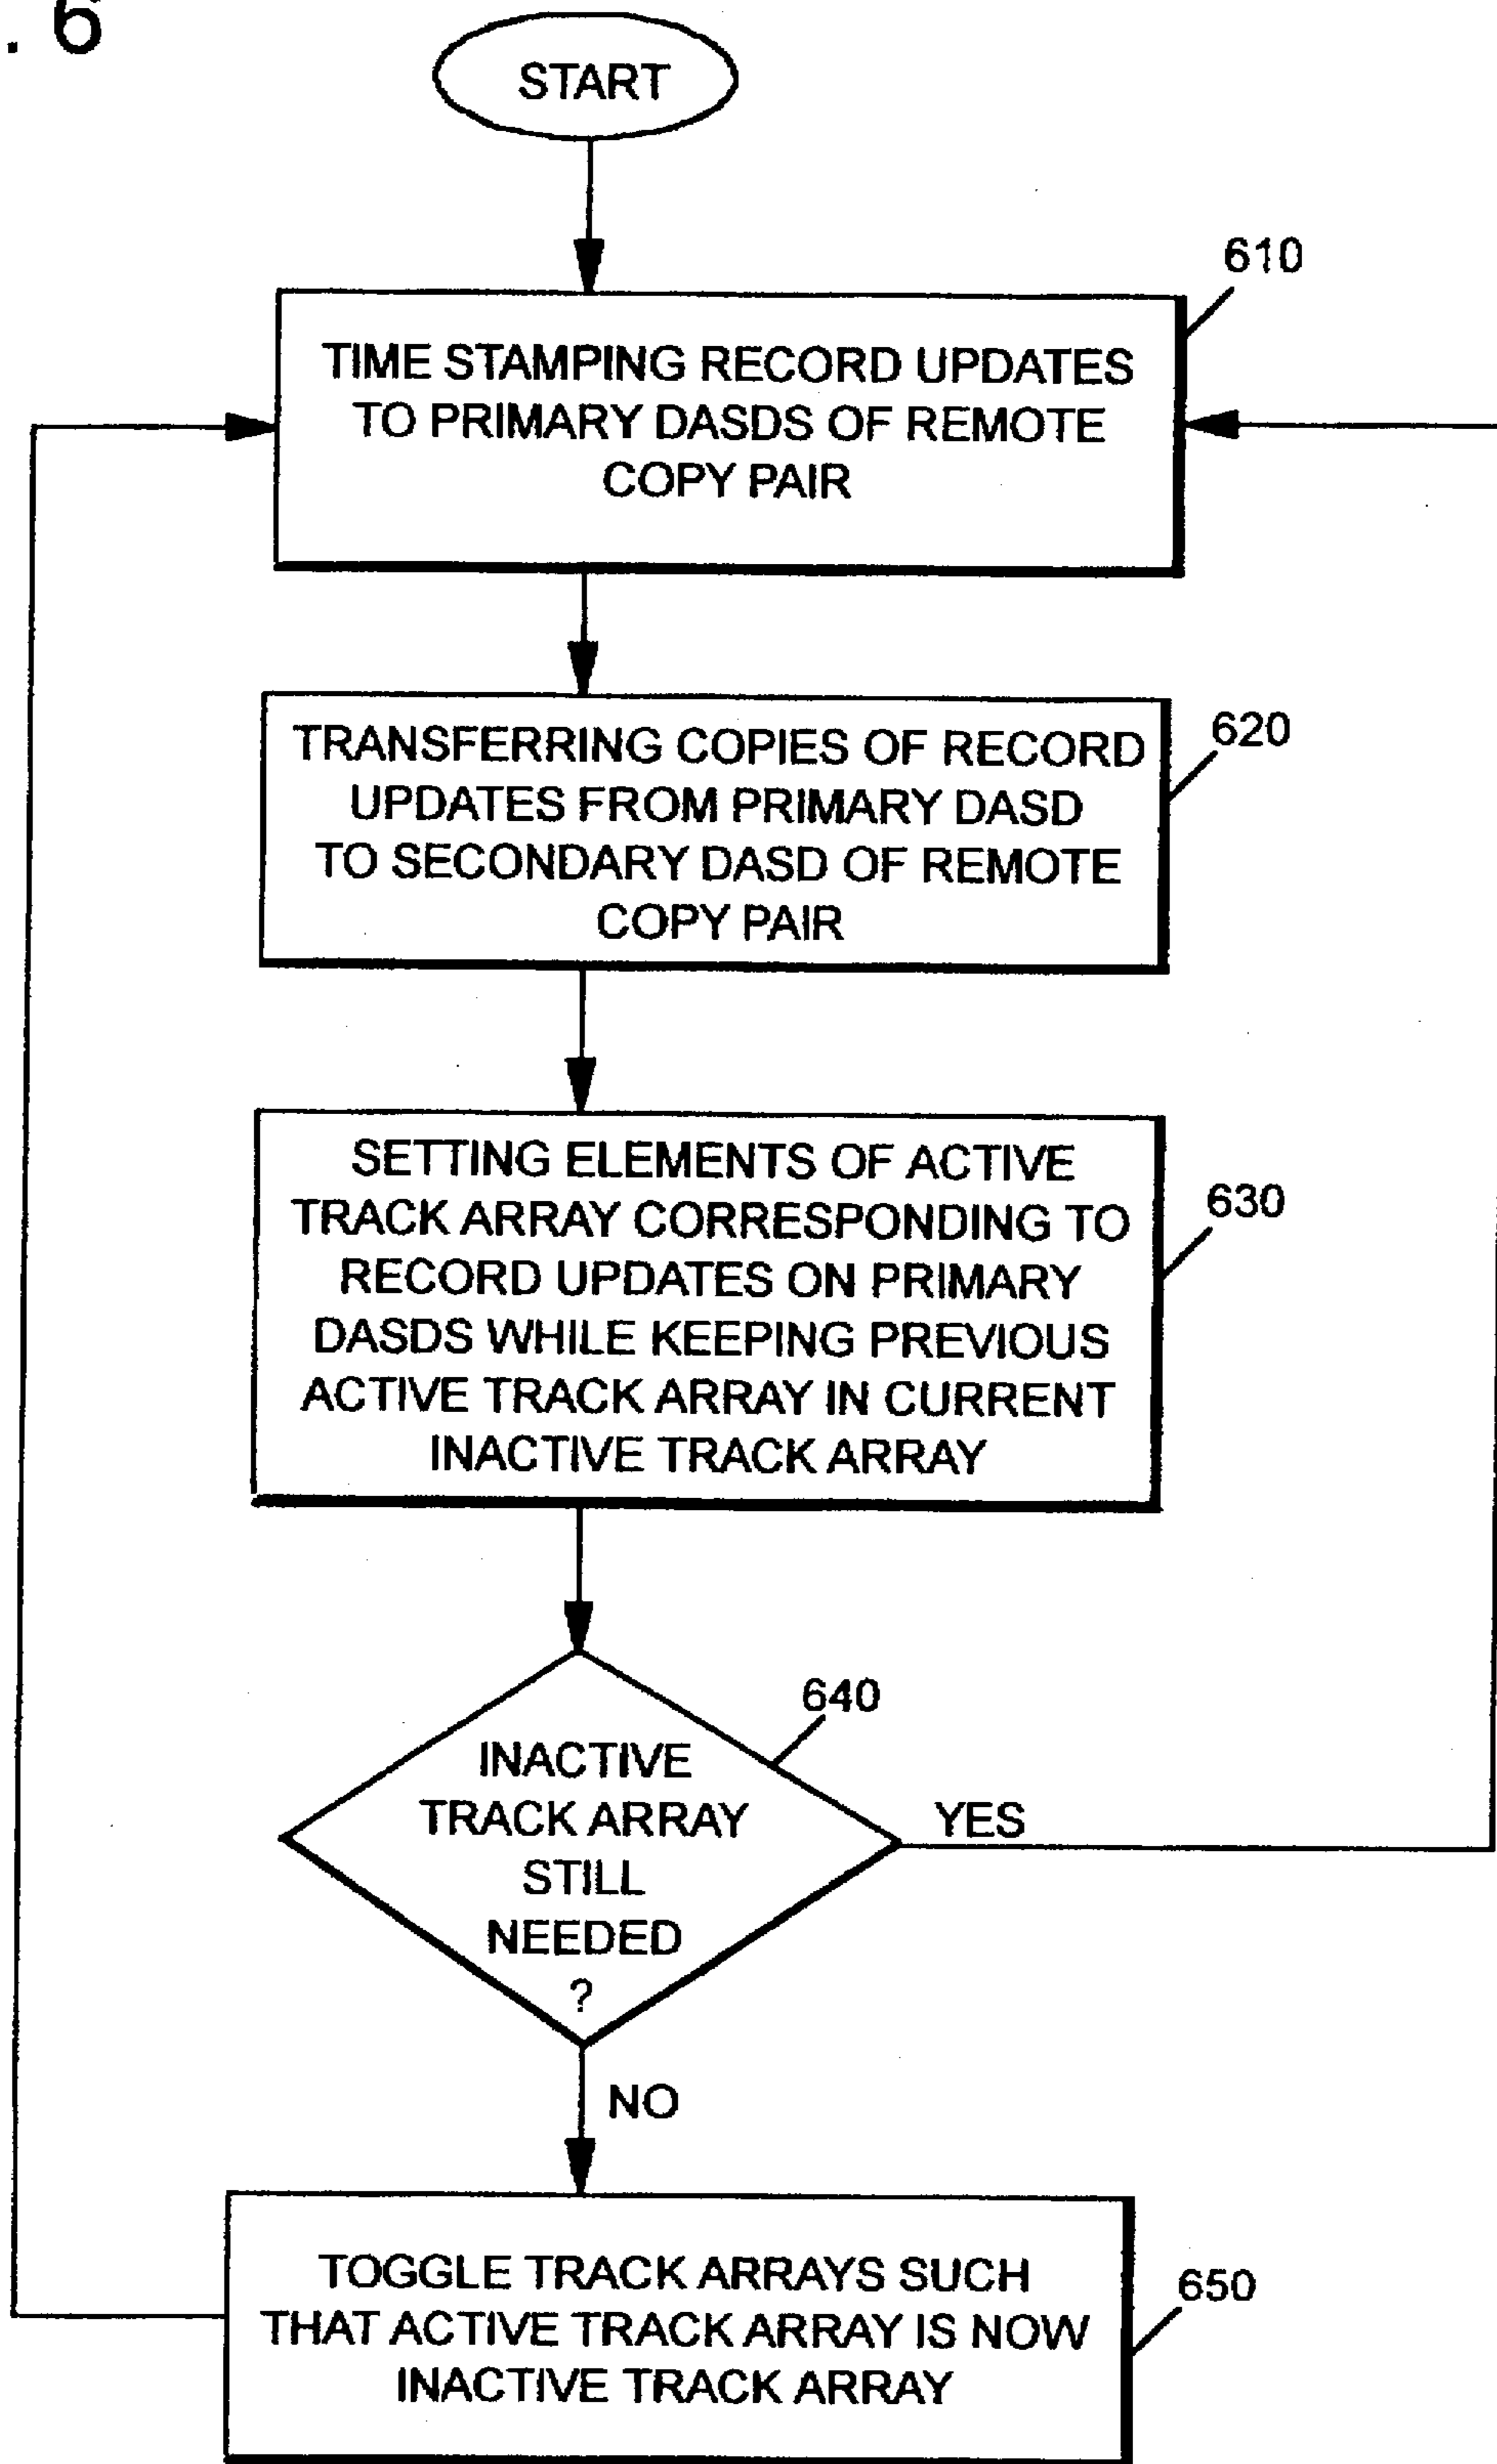 . 6
START
610
TIME STAMPING RECORD UPDATES
TO PRIMARY DASDS OF REMOTE
COPY PAIR
620
TRANSFERRING COPIES OF RECORD
UPDATES FROM PRIMARY DASD
TO SECONDARY DASD OF REMOTE
COPY PAIR
630
SETTING ELEMENTS OF ACTIVE
TRACK ARRAY CORRESPONDING TO
RECORD UPDATES ON PRIMARY
DASDS WHILE KEEPING PREVIOUS
ACTIVE TRACK ARRAY IN CURRENT
INACTIVE TRACK ARRAY
640
INACTIVE
TRACK ARRAY
STILL
NEEDED
?
YES
NO
650
TOGGLE TRACK ARRAYS SUCH
THAT ACTIVE TRACK ARRAY IS NOW
INACTIVE TRACK ARRAY